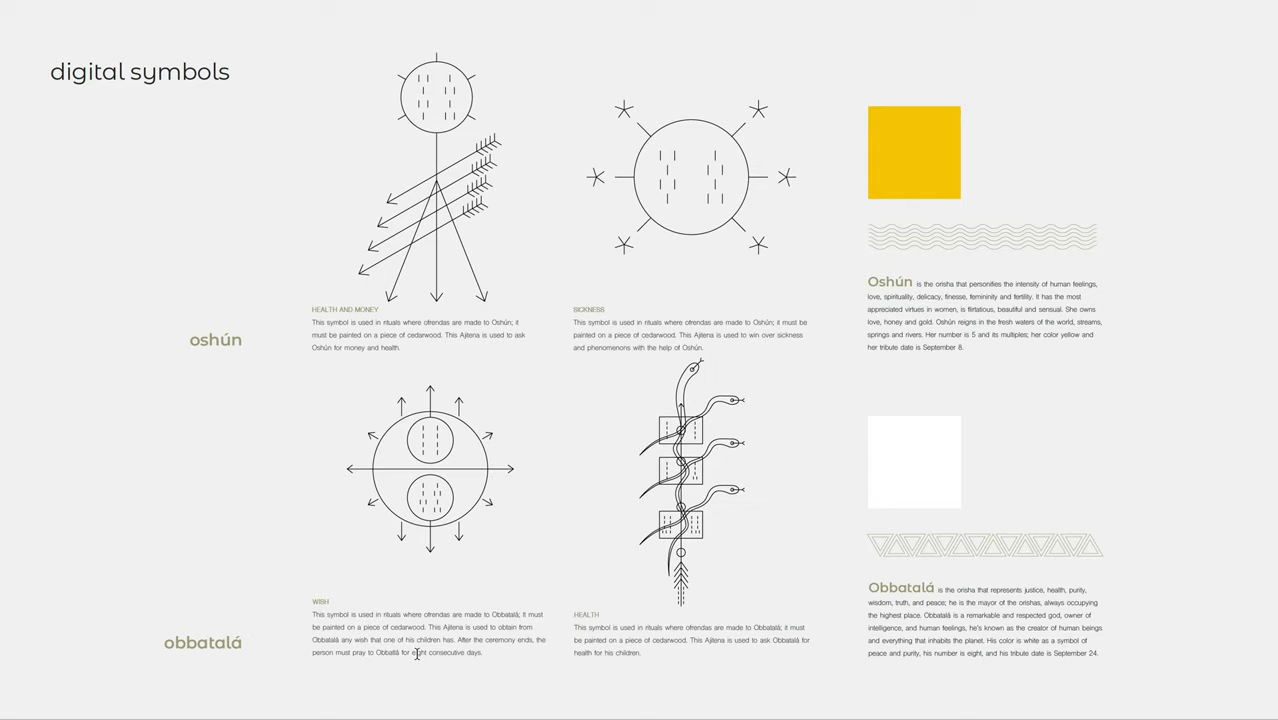 digital symbols
HEALTH AND MONEY
This symbol is used in rituals where ofrendas are made to Oshún; it
must be painted on a piece of cedarwood. This Ajitena is used to ask
Oshún for money and health.
SICKNESS
This symbol is used in rituals where ofrendas are made to Oshún; it must be
painted on a piece of cedarwood. This Ajitena is used to win over sickness
and phenomenons with the help of Oshún.
Oshún is the orisha that personifies the intensity of human feelings,
love, spirituality, delicacy, finesse, femininity and fertility. It has the most
appreciated virtues in women, is flirtatious, beautiful and sensual. She owns
love, honey and gold. Oshún reigns in the fresh waters of the world, streams,
springs and rivers. Her number is 5 and its multiples; her color yellow and
her tribute date is September 8.
oshún
WISH
This symbol is used in rituals where ofrendas are made to Obbatalá; it must
be painted on a piece of cedarwood. This Ajitena is used to obtain from
Obbatalá any wish that one of his children has. After the ceremony ends, the
person must pray to Obbatlá for eight consecutive days.
HEALTH
This symbol is used in rituals where ofrendas are made to Obbatalá; it must
be painted on a piece of cedarwood. This Ajitena is used to ask Obbatalá for
health for his children.
Obbatalá is the orisha that represents justice, health, purity,
wisdom, truth, and peace; he is the mayor of the orishas, always occupying
the highest place. Obbatalá is a remarkable and respected god, owner of
intelligence, and human feelings, he's known as the creator of human beings
and everything that inhabits the planet. His color is white as a symbol of
peace and purity, his number is eight, and his tribute date is September 24.
obbatalá